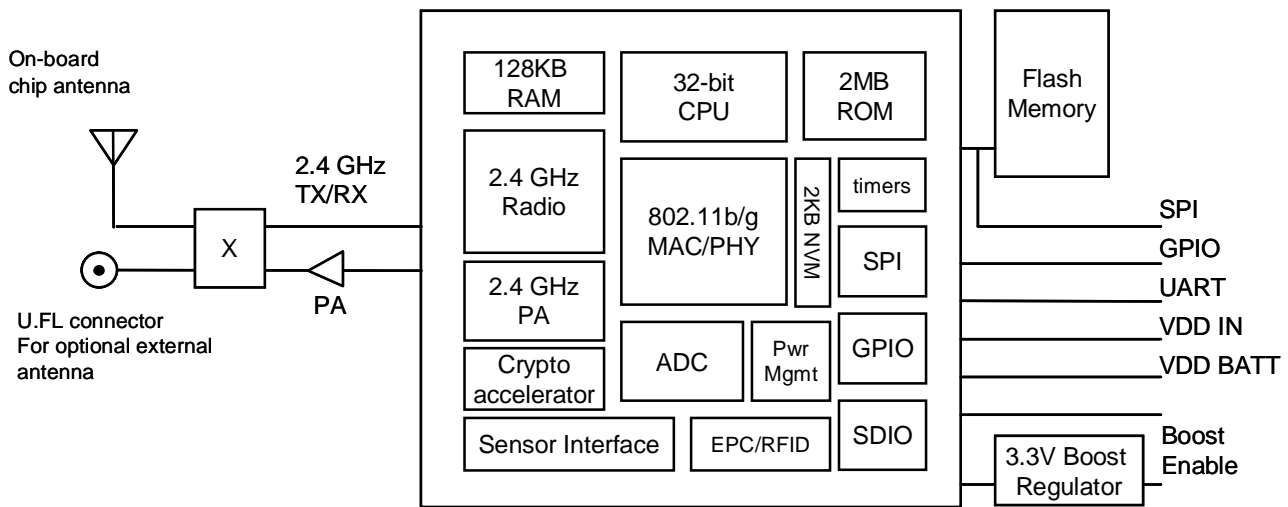 On-board
chip antenna
2.4 GHz
TX/RX
X
PA
U.FL connector
For optional external
antenna
128KB
RAM
32-bit
CPU
2MB
ROM
2.4 GHz
Radio
802.11b/g
MAC/PHY
2KB NVM
timers
SPI
2.4 GHz
PA
Crypto
accelerator
ADC
Pwr
Mgmt
GPIO
Sensor Interface
EPC/RFID
SDIO
Flash
Memory
SPI
GPIO
UART
VDD IN
VDD BATT
Boost
Enable
3.3V Boost
Regulator